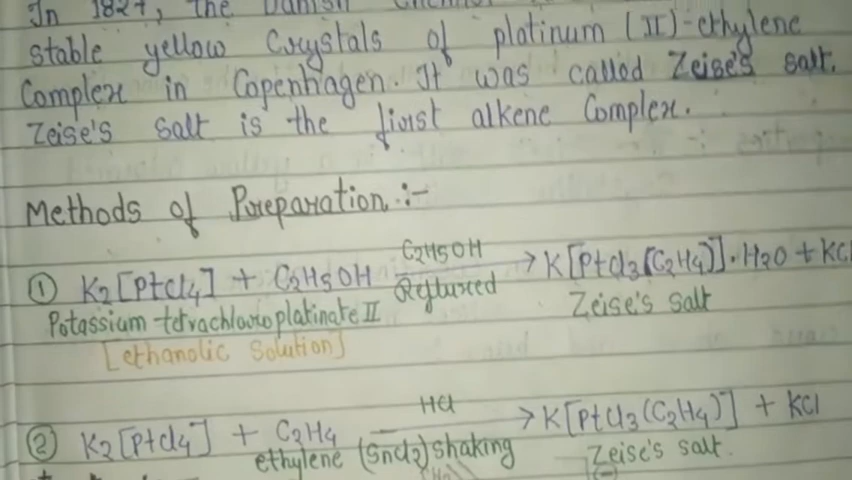 In 1827, the Danish
stable yellow Crystals of platinum (II)-ethylene
Complex in Copenhagen. It was called Zeise's salt.
Zeise's salt is the first alkene Complex.
Methods of Preparation :-
① K2[PtCl4] + C2H5OH C2H5OH Refluxed → K[PtCl3(C2H4)]·H2O + KCl
Potassium tetrachloroplatinate II Zeise's salt
[ethanolic solution]
② K2[PtCl4] + C2H4 HCl → K[PtCl3(C2H4)] + KCl
ethylene (SnCl2) shaking Zeise's salt.